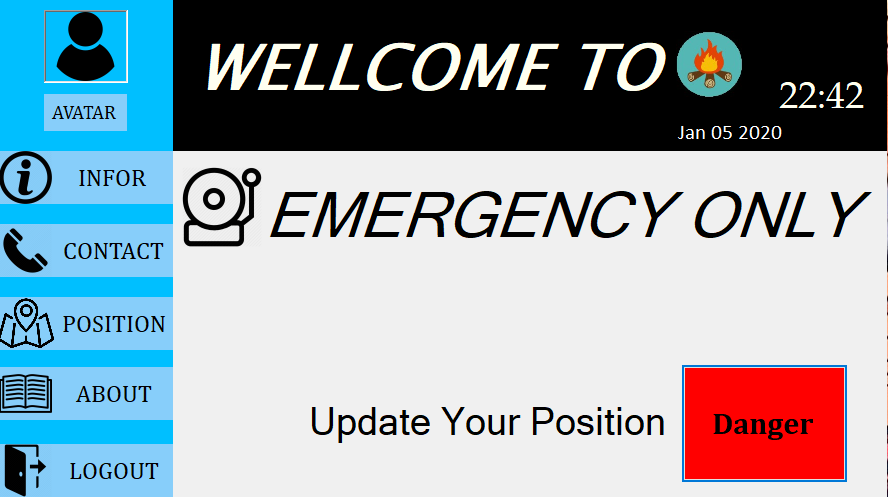 WELLCOME TO
22:42
Jan 05 2020
AVATAR
INFOR
CONTACT
POSITION
ABOUT
LOGOUT
EMERGENCY ONLY
Update Your Position
Danger